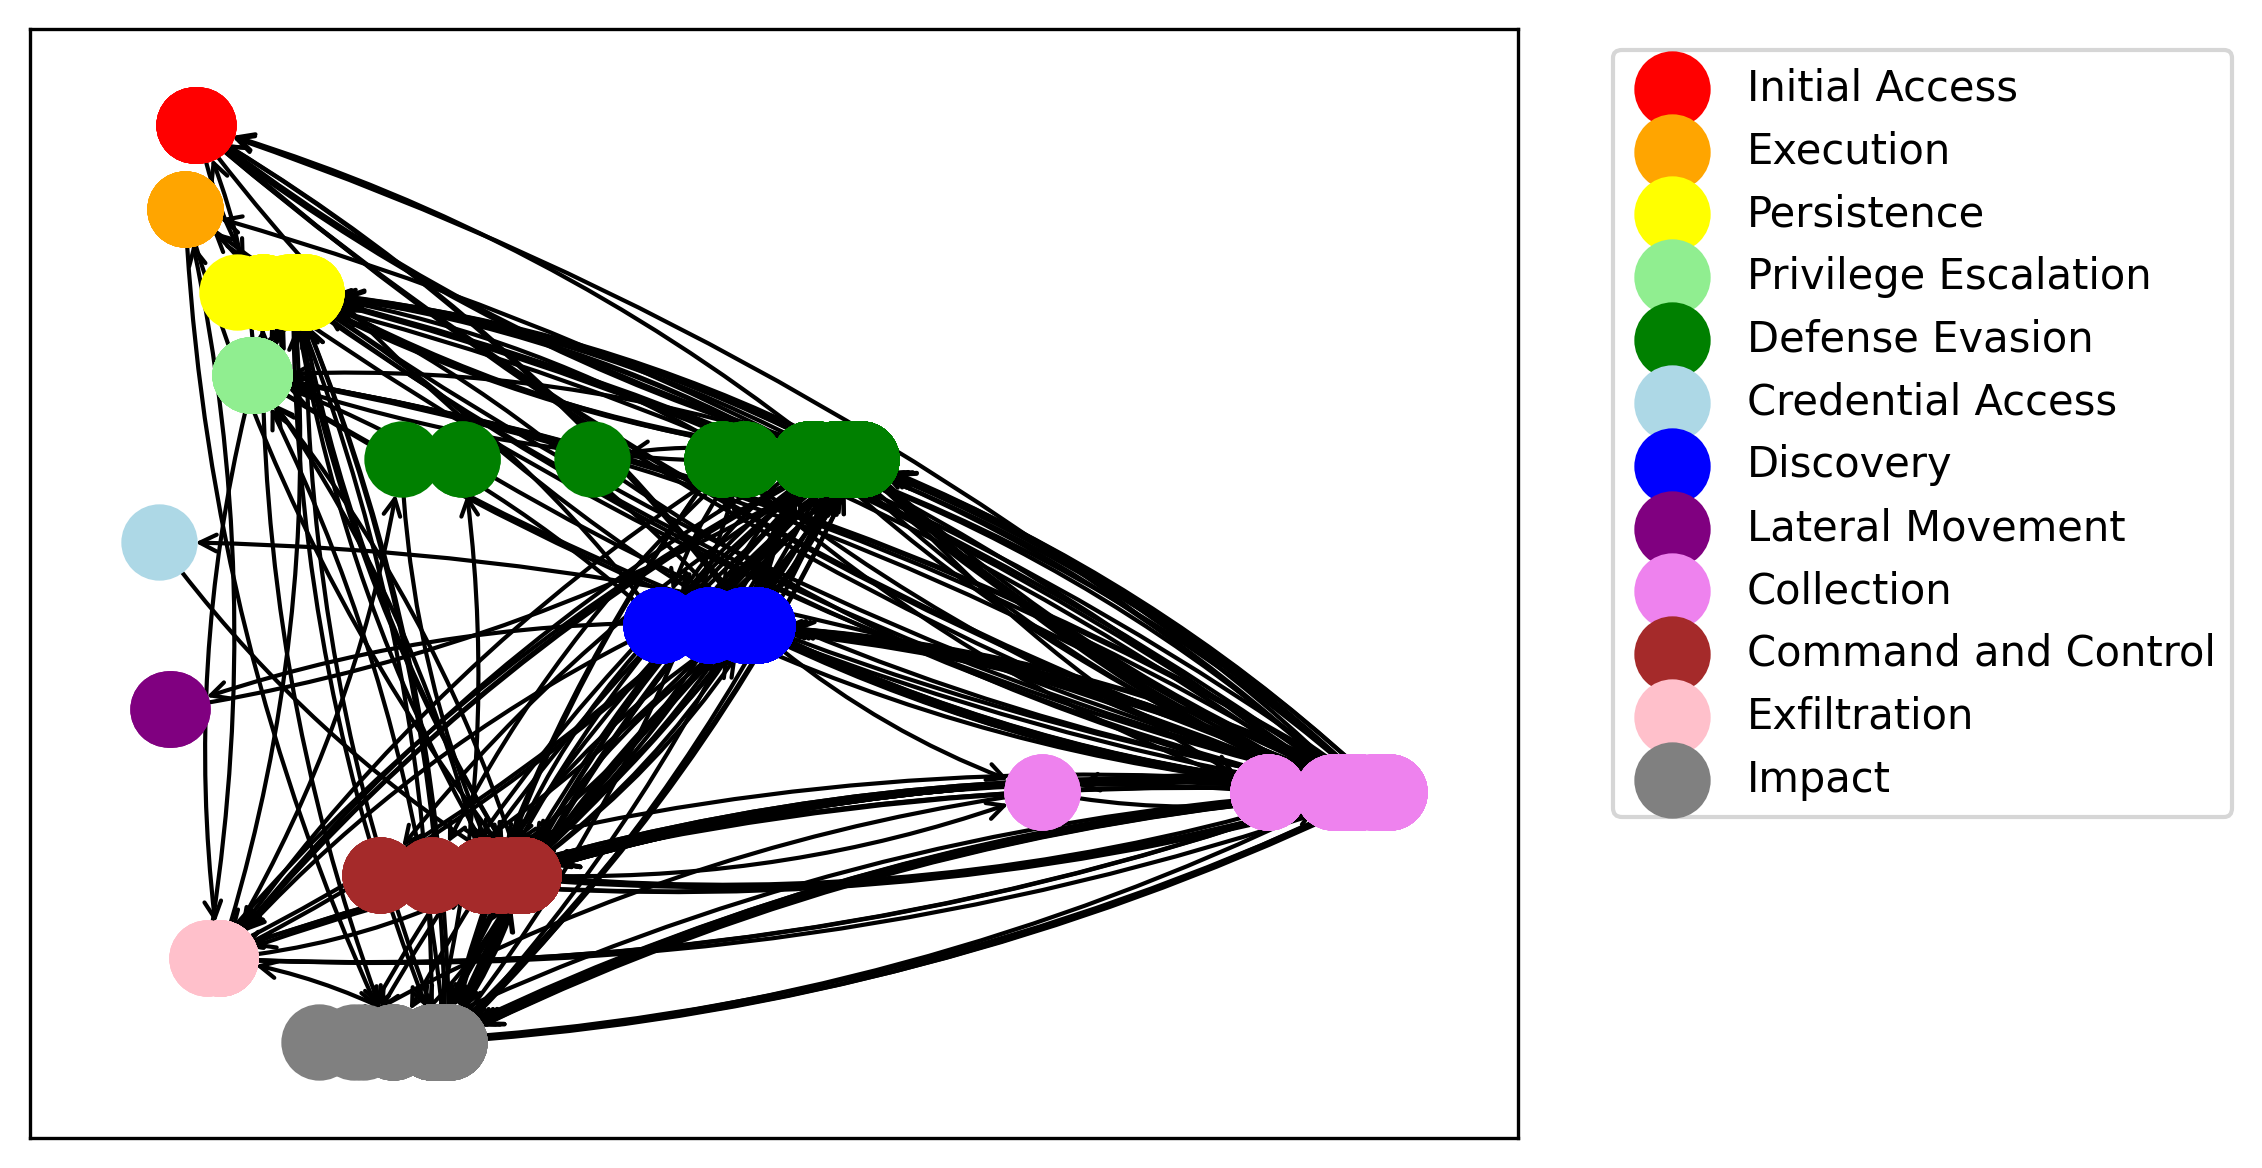 Initial Access
Execution
Persistence
Privilege Escalation
Defense Evasion
Credential Access
Discovery
Lateral Movement
Collection
Command and Control
Exfiltration
Impact